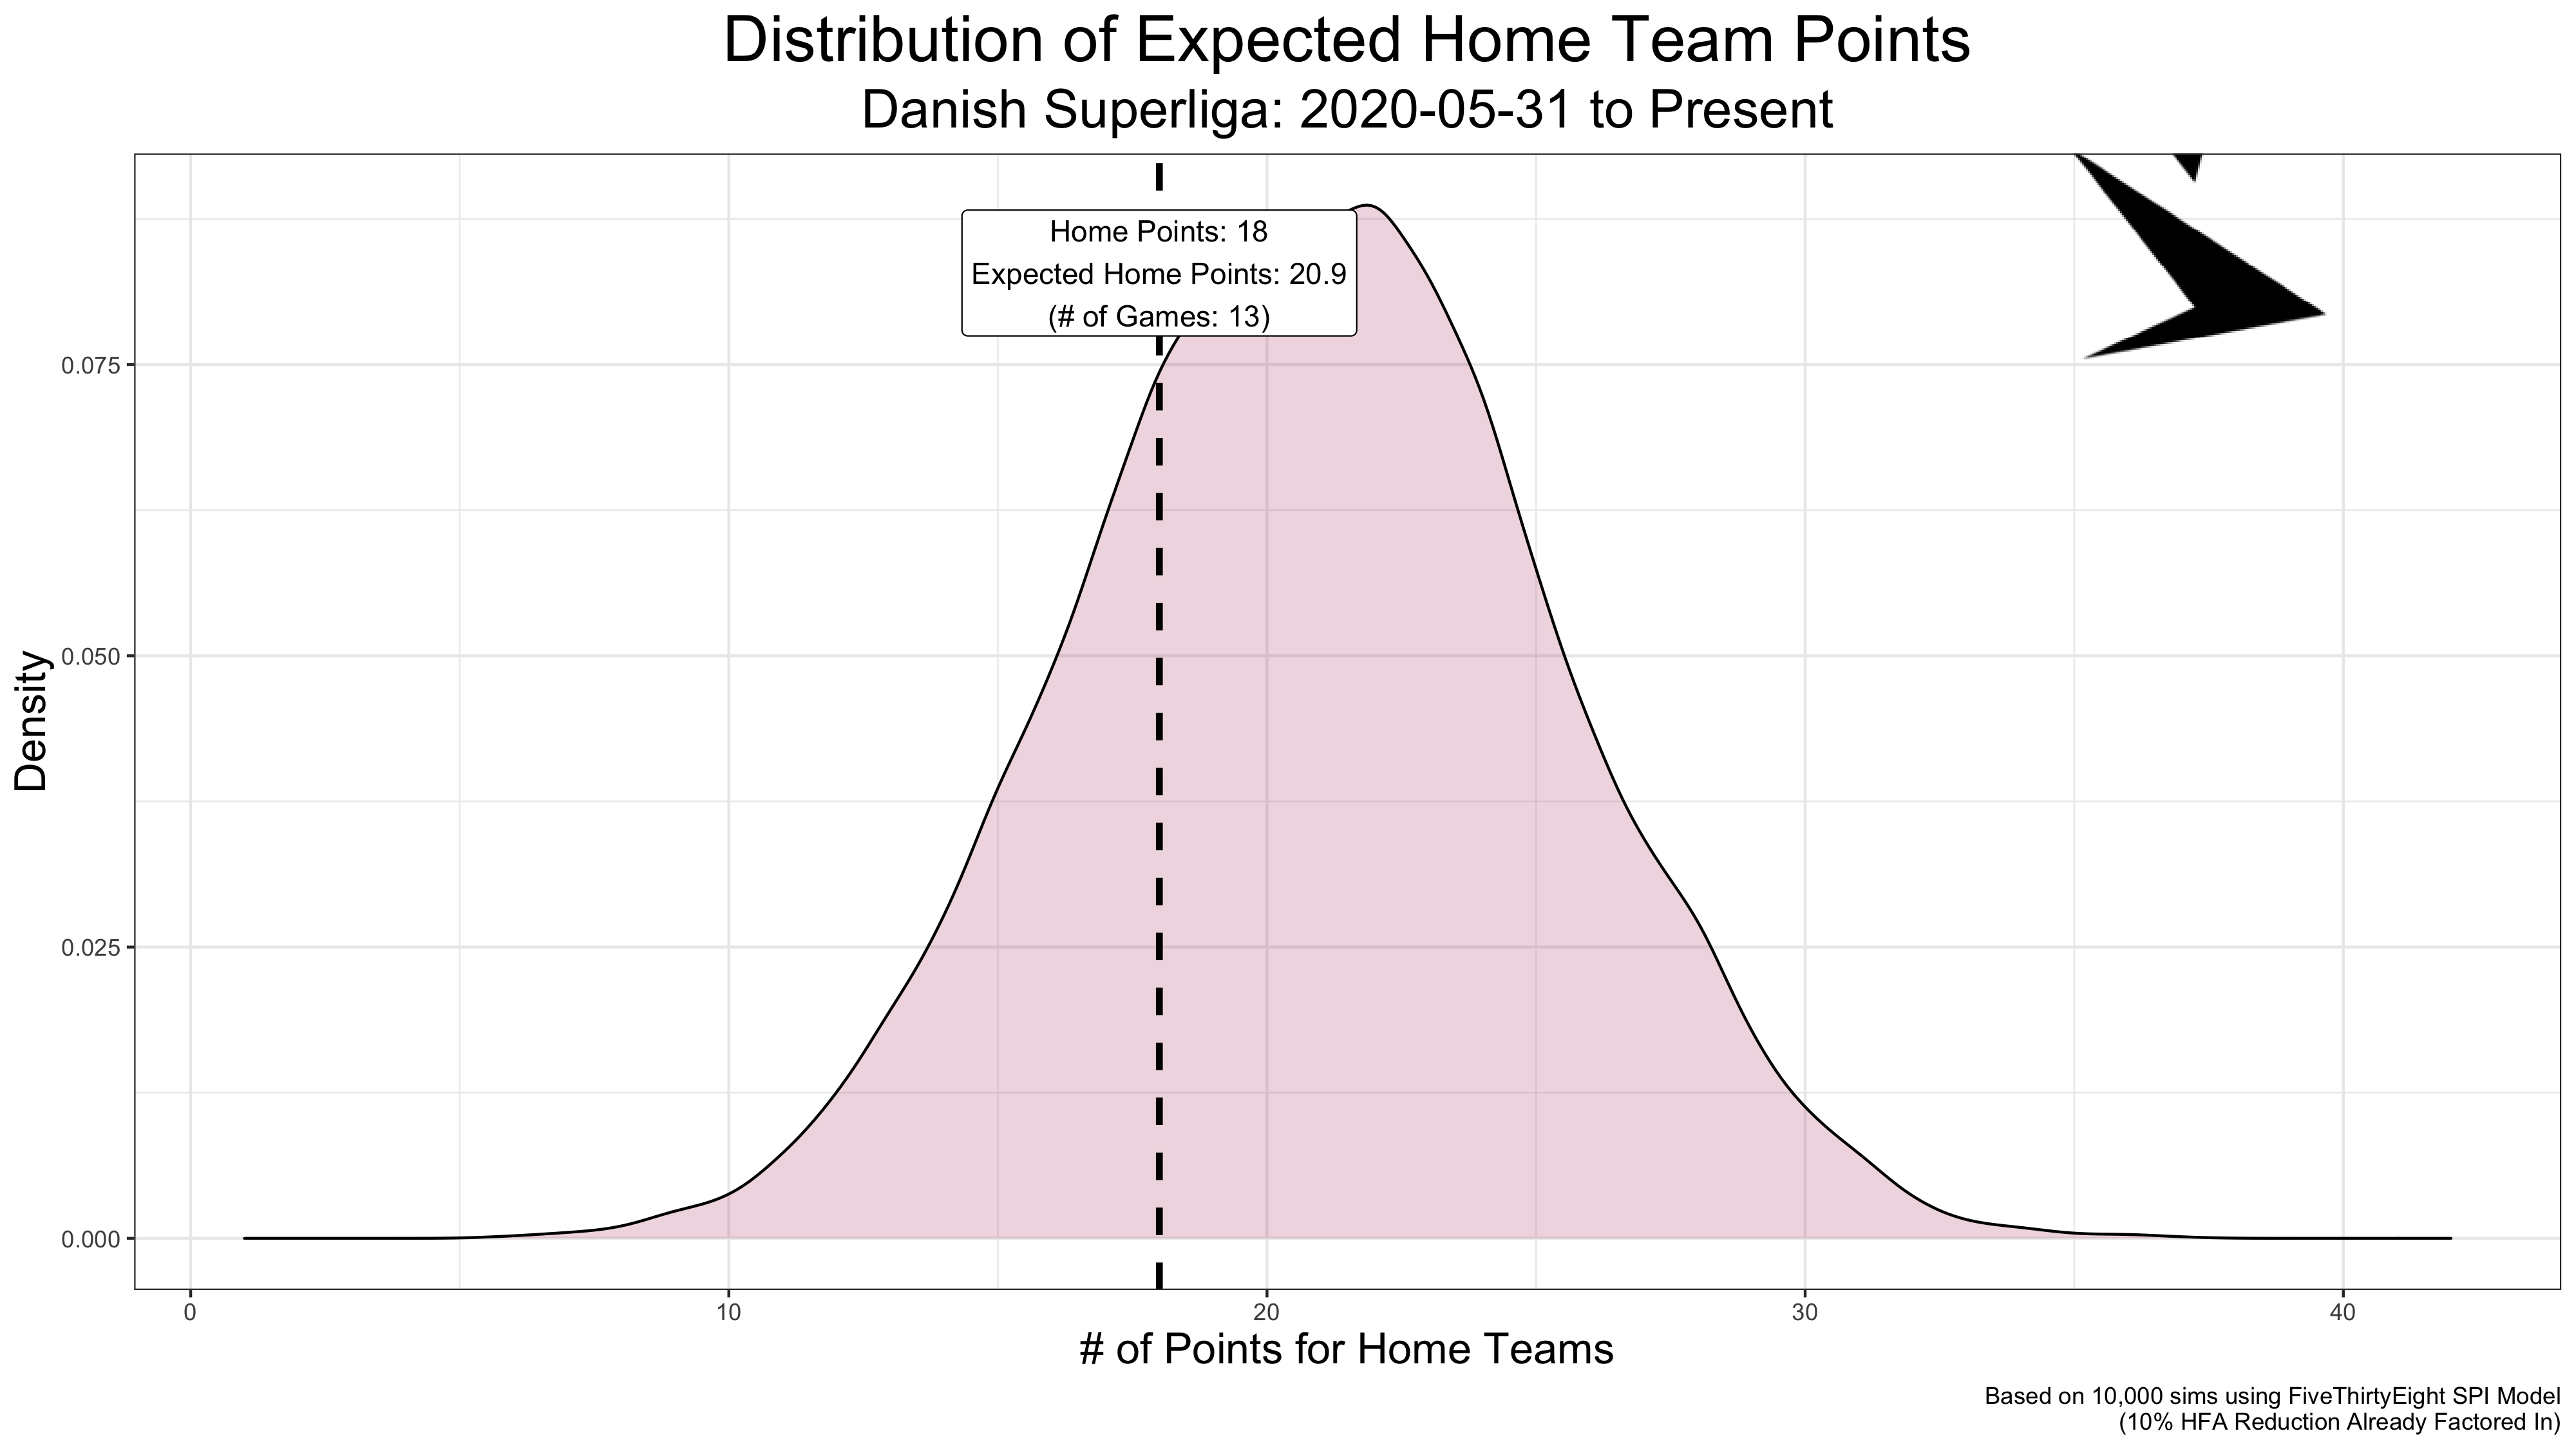 Distribution of Expected Home Team Points
Danish Superliga: 2020-05-31 to Present
Home Points: 18
Expected Home Points: 20.9
(# of Games: 13)
Density
0.075
0.050
0.025
0.000
0 10 20 30 40
# of Points for Home Teams
Based on 10,000 sims using FiveThirtyEight SPI Model
(10% HFA Reduction Already Factored In)